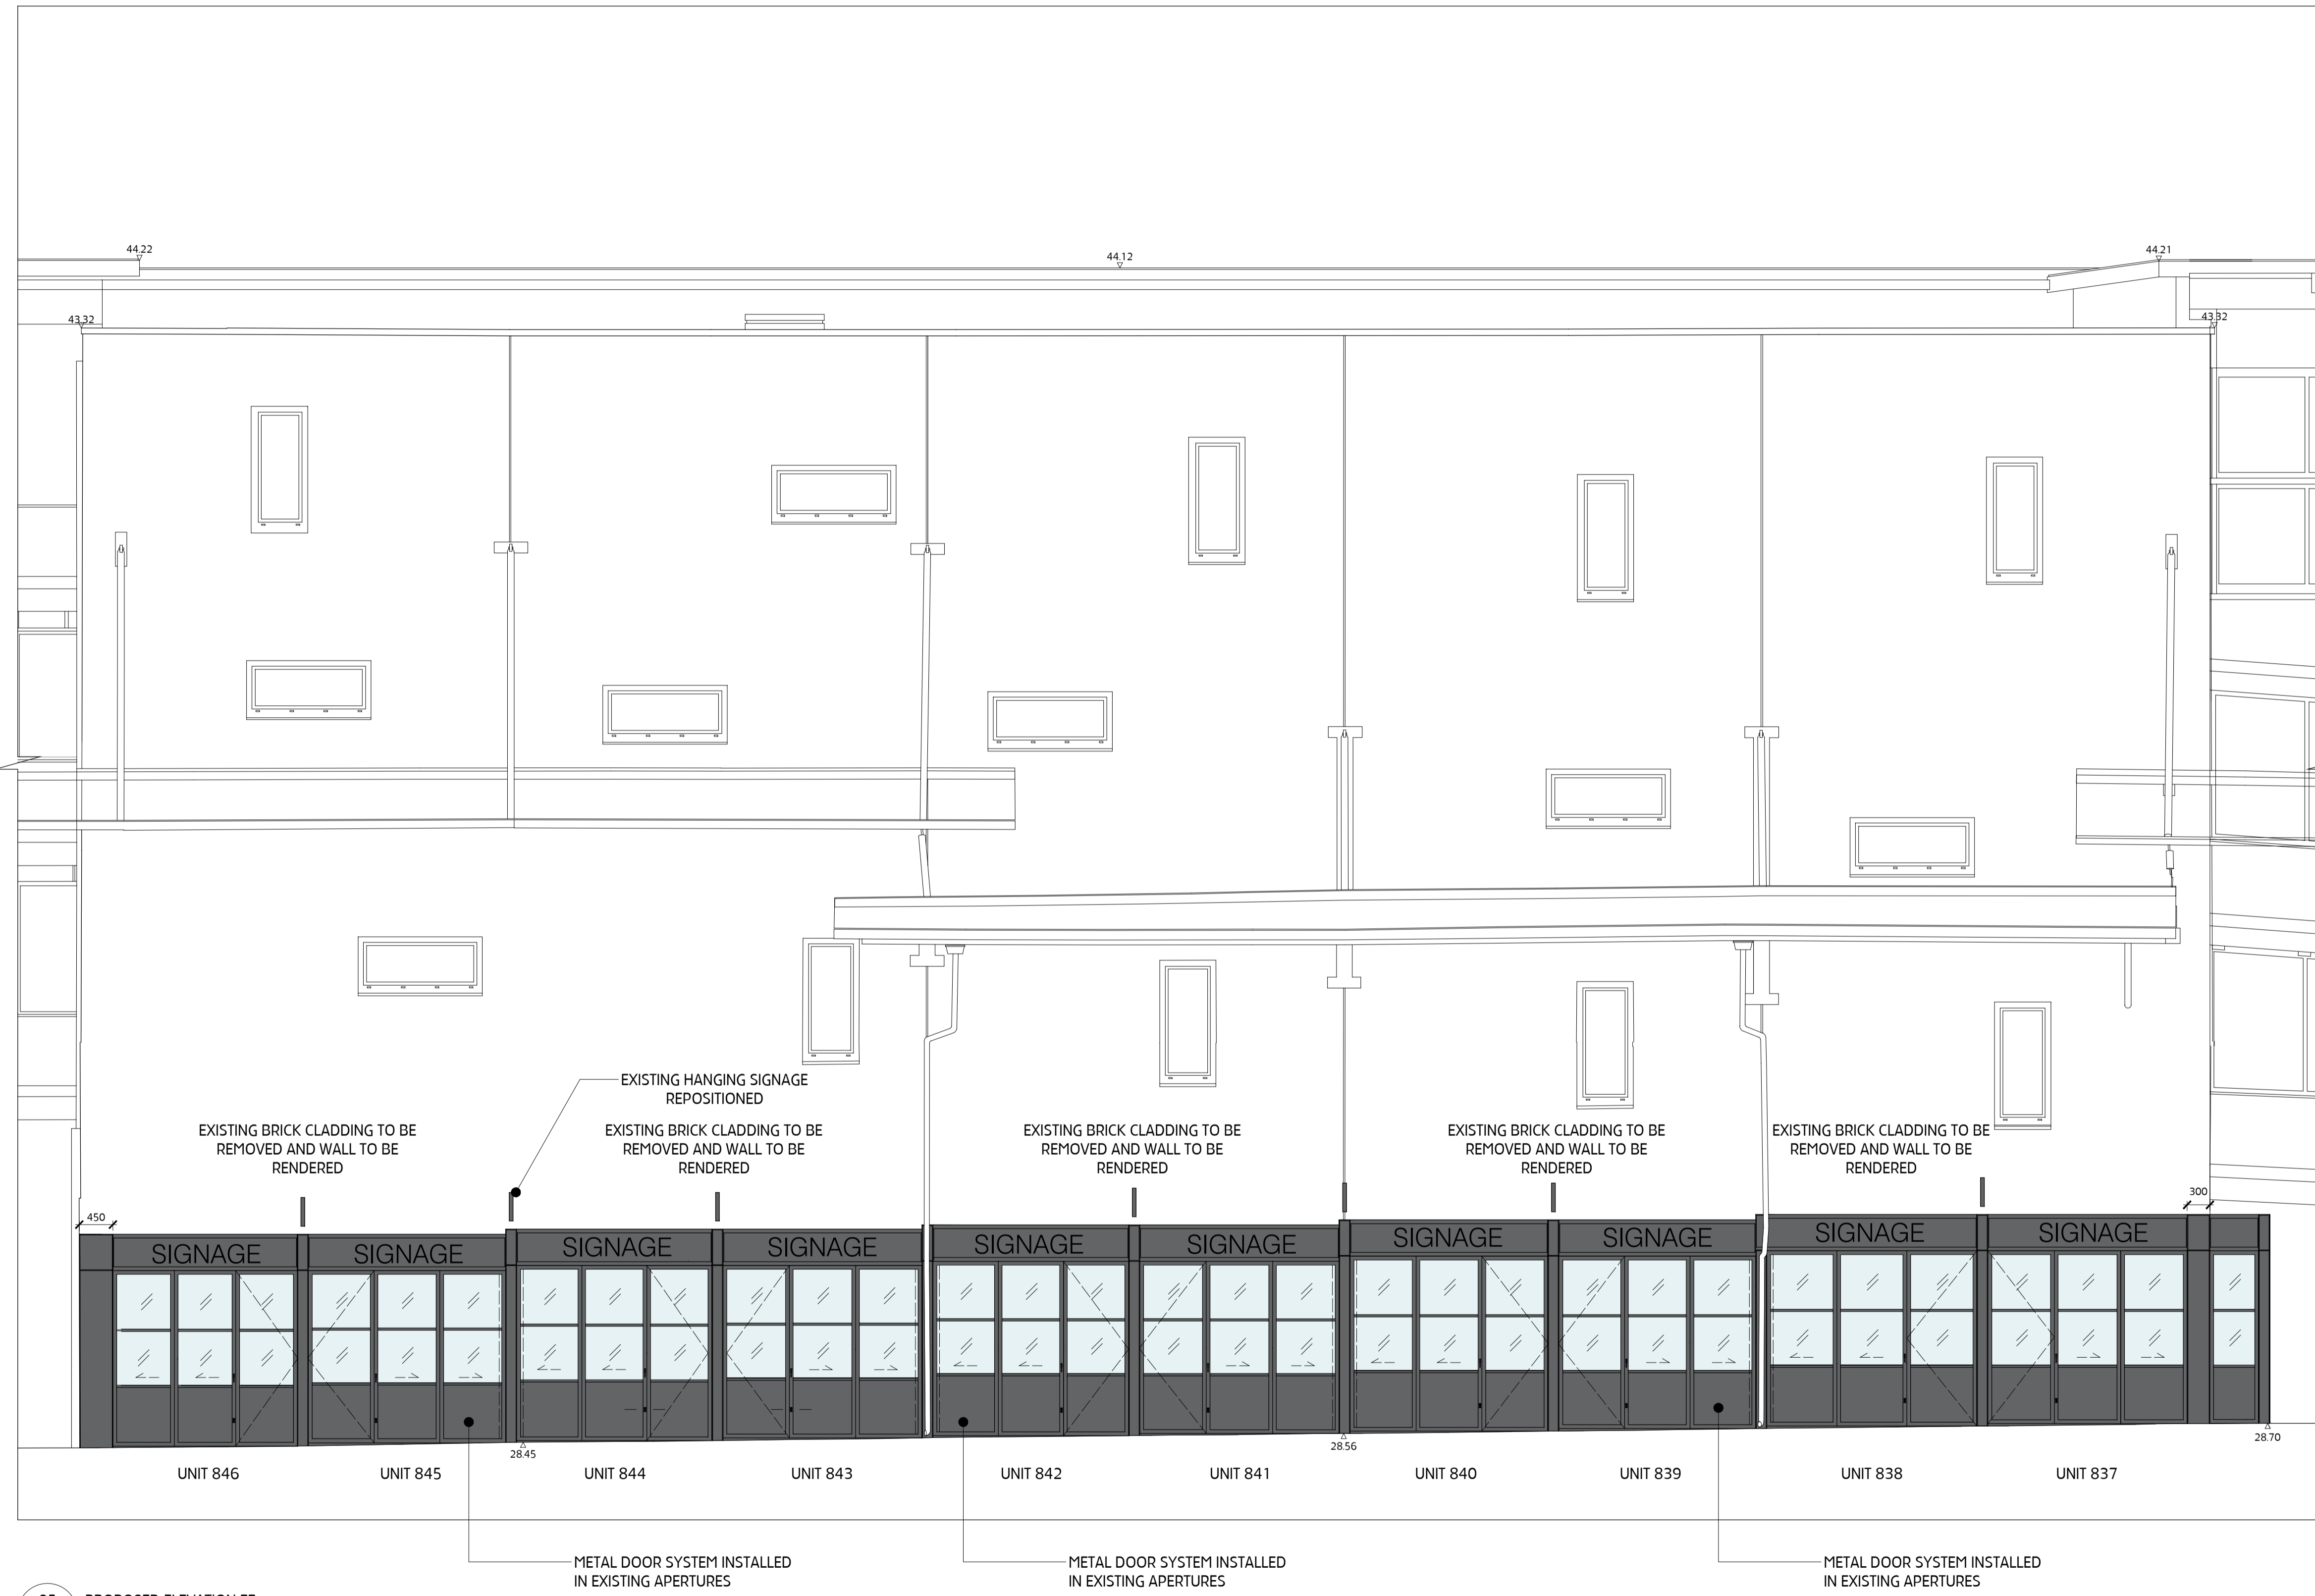 44.22
44.12
44.21
43.32
43.32
EXISTING HANGING SIGNAGE
REPOSITIONED
EXISTING BRICK CLADDING TO BE
REMOVED AND WALL TO BE
RENDERED
EXISTING BRICK CLADDING TO BE
REMOVED AND WALL TO BE
RENDERED
EXISTING BRICK CLADDING TO BE
REMOVED AND WALL TO BE
RENDERED
EXISTING BRICK CLADDING TO BE
REMOVED AND WALL TO BE
RENDERED
EXISTING BRICK CLADDING TO BE
REMOVED AND WALL TO BE
RENDERED
450
300
SIGNAGE
SIGNAGE
SIGNAGE
SIGNAGE
SIGNAGE
SIGNAGE
SIGNAGE
SIGNAGE
SIGNAGE
SIGNAGE
28.45
28.56
28.70
UNIT 846
UNIT 845
UNIT 844
UNIT 843
UNIT 842
UNIT 841
UNIT 840
UNIT 839
UNIT 838
UNIT 837
METAL DOOR SYSTEM INSTALLED
IN EXISTING APERTURES
METAL DOOR SYSTEM INSTALLED
IN EXISTING APERTURES
METAL DOOR SYSTEM INSTALLED
IN EXISTING APERTURES
PROPOSED ELEVATION